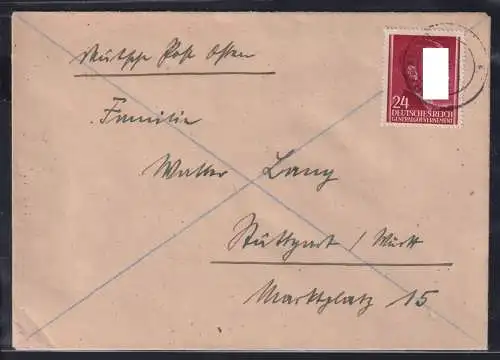 Deutsche Post Osten
24
DEUTSCHES REICH
GENERALGOUVERNEMENT
Familie
Walter Lang
Stuttgart / Württ
Marktplatz 15